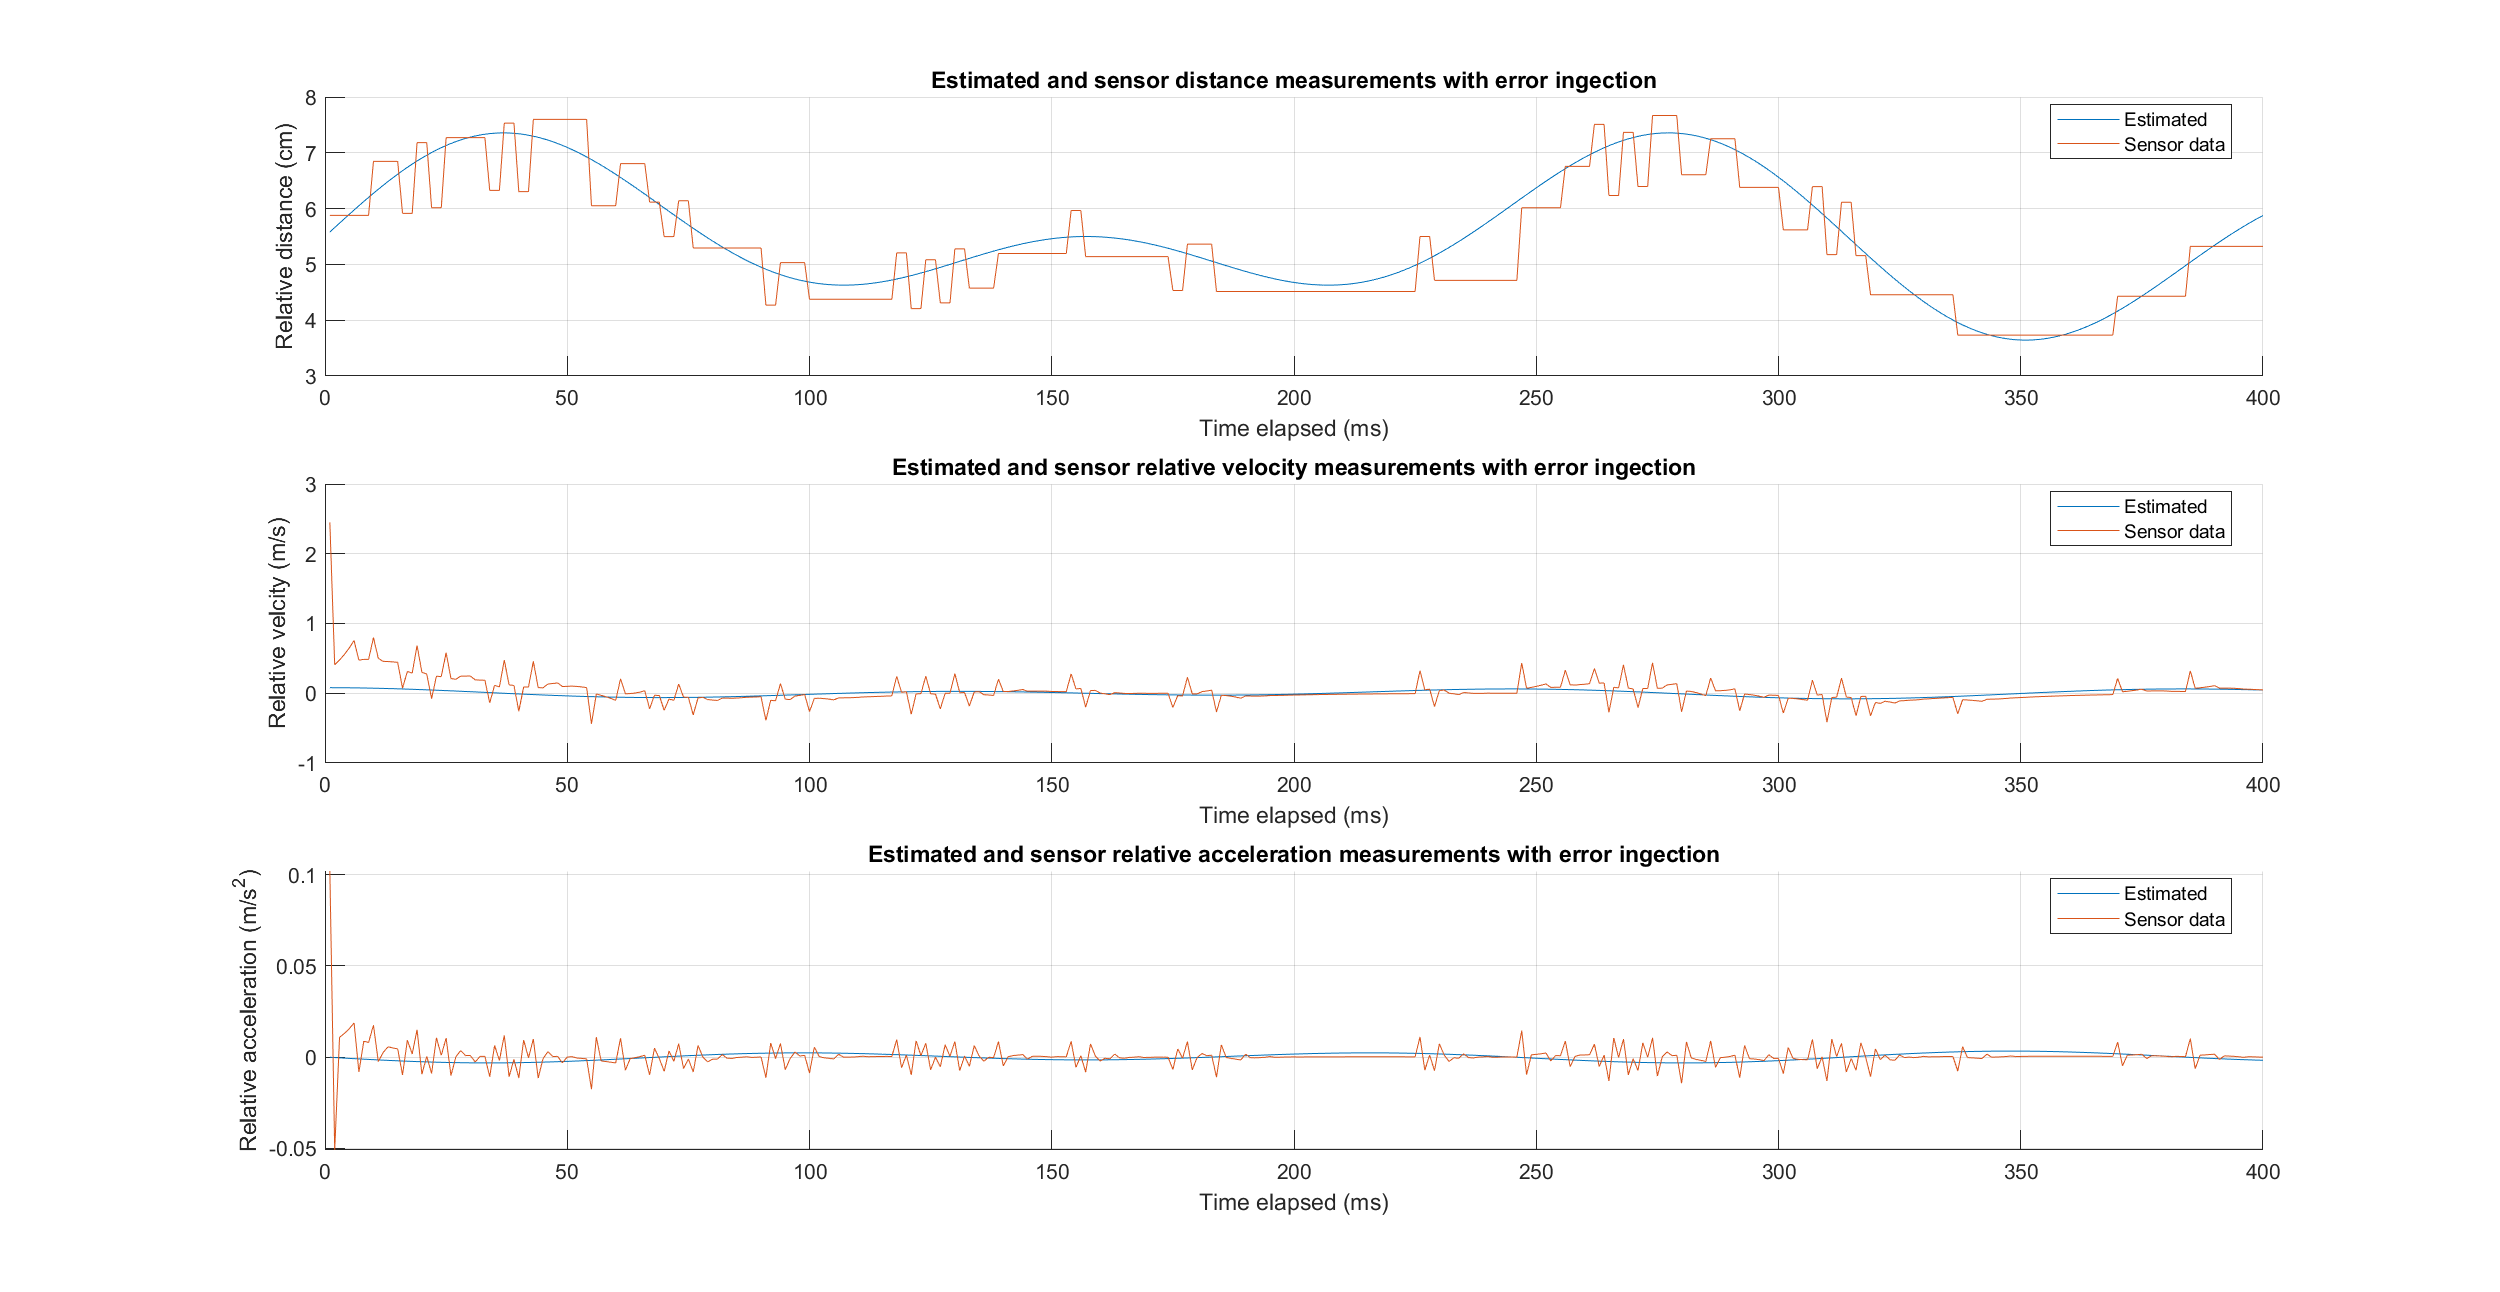 Estimated and sensor distance measurements with error ingection
8
7
6
5
4
3
Relative distance (cm)
Estimated
Sensor data
0 50 100 150 200 250 300 350 400
Time elapsed (ms)
Estimated and sensor relative velocity measurements with error ingection
3
2
1
0
-1
Relative velcity (m/s)
Estimated
Sensor data
0 50 100 150 200 250 300 350 400
Time elapsed (ms)
Estimated and sensor relative acceleration measurements with error ingection
0.1
0.05
0
-0.05
Relative acceleration (m/s²)
Estimated
Sensor data
0 50 100 150 200 250 300 350 400
Time elapsed (ms)